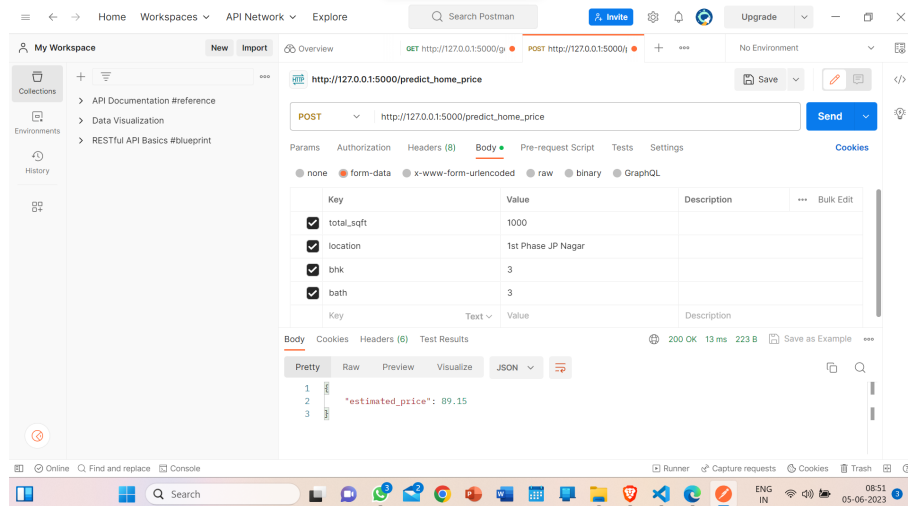 Home Workspaces API Network Explore Search Postman Invite Upgrade
My Workspace New Import Overview GET http://127.0.0.1:5000/g POST http://127.0.0.1:5000/ No Environment
Collections
Environments
History
API Documentation #reference
Data Visualization
RESTful API Basics #blueprint
HTTP http://127.0.0.1:5000/predict_home_price Save
POST http://127.0.0.1:5000/predict_home_price Send
Params Authorization Headers (8) Body Pre-request Script Tests Settings Cookies
none form-data x-www-form-urlencoded raw binary GraphQL
Key Value Description Bulk Edit
total_sqft 1000
location 1st Phase JP Nagar
bhk 3
bath 3
Key Text Value Description
Body Cookies Headers (6) Test Results 200 OK 13 ms 223 B Save as Example
Pretty Raw Preview Visualize JSON
1 {
2 "estimated_price": 89.15
3 }
Online Find and replace Console Runner Capture requests Cookies Trash
Search 3 2 ENG 08:51
IN 05-06-2023 3